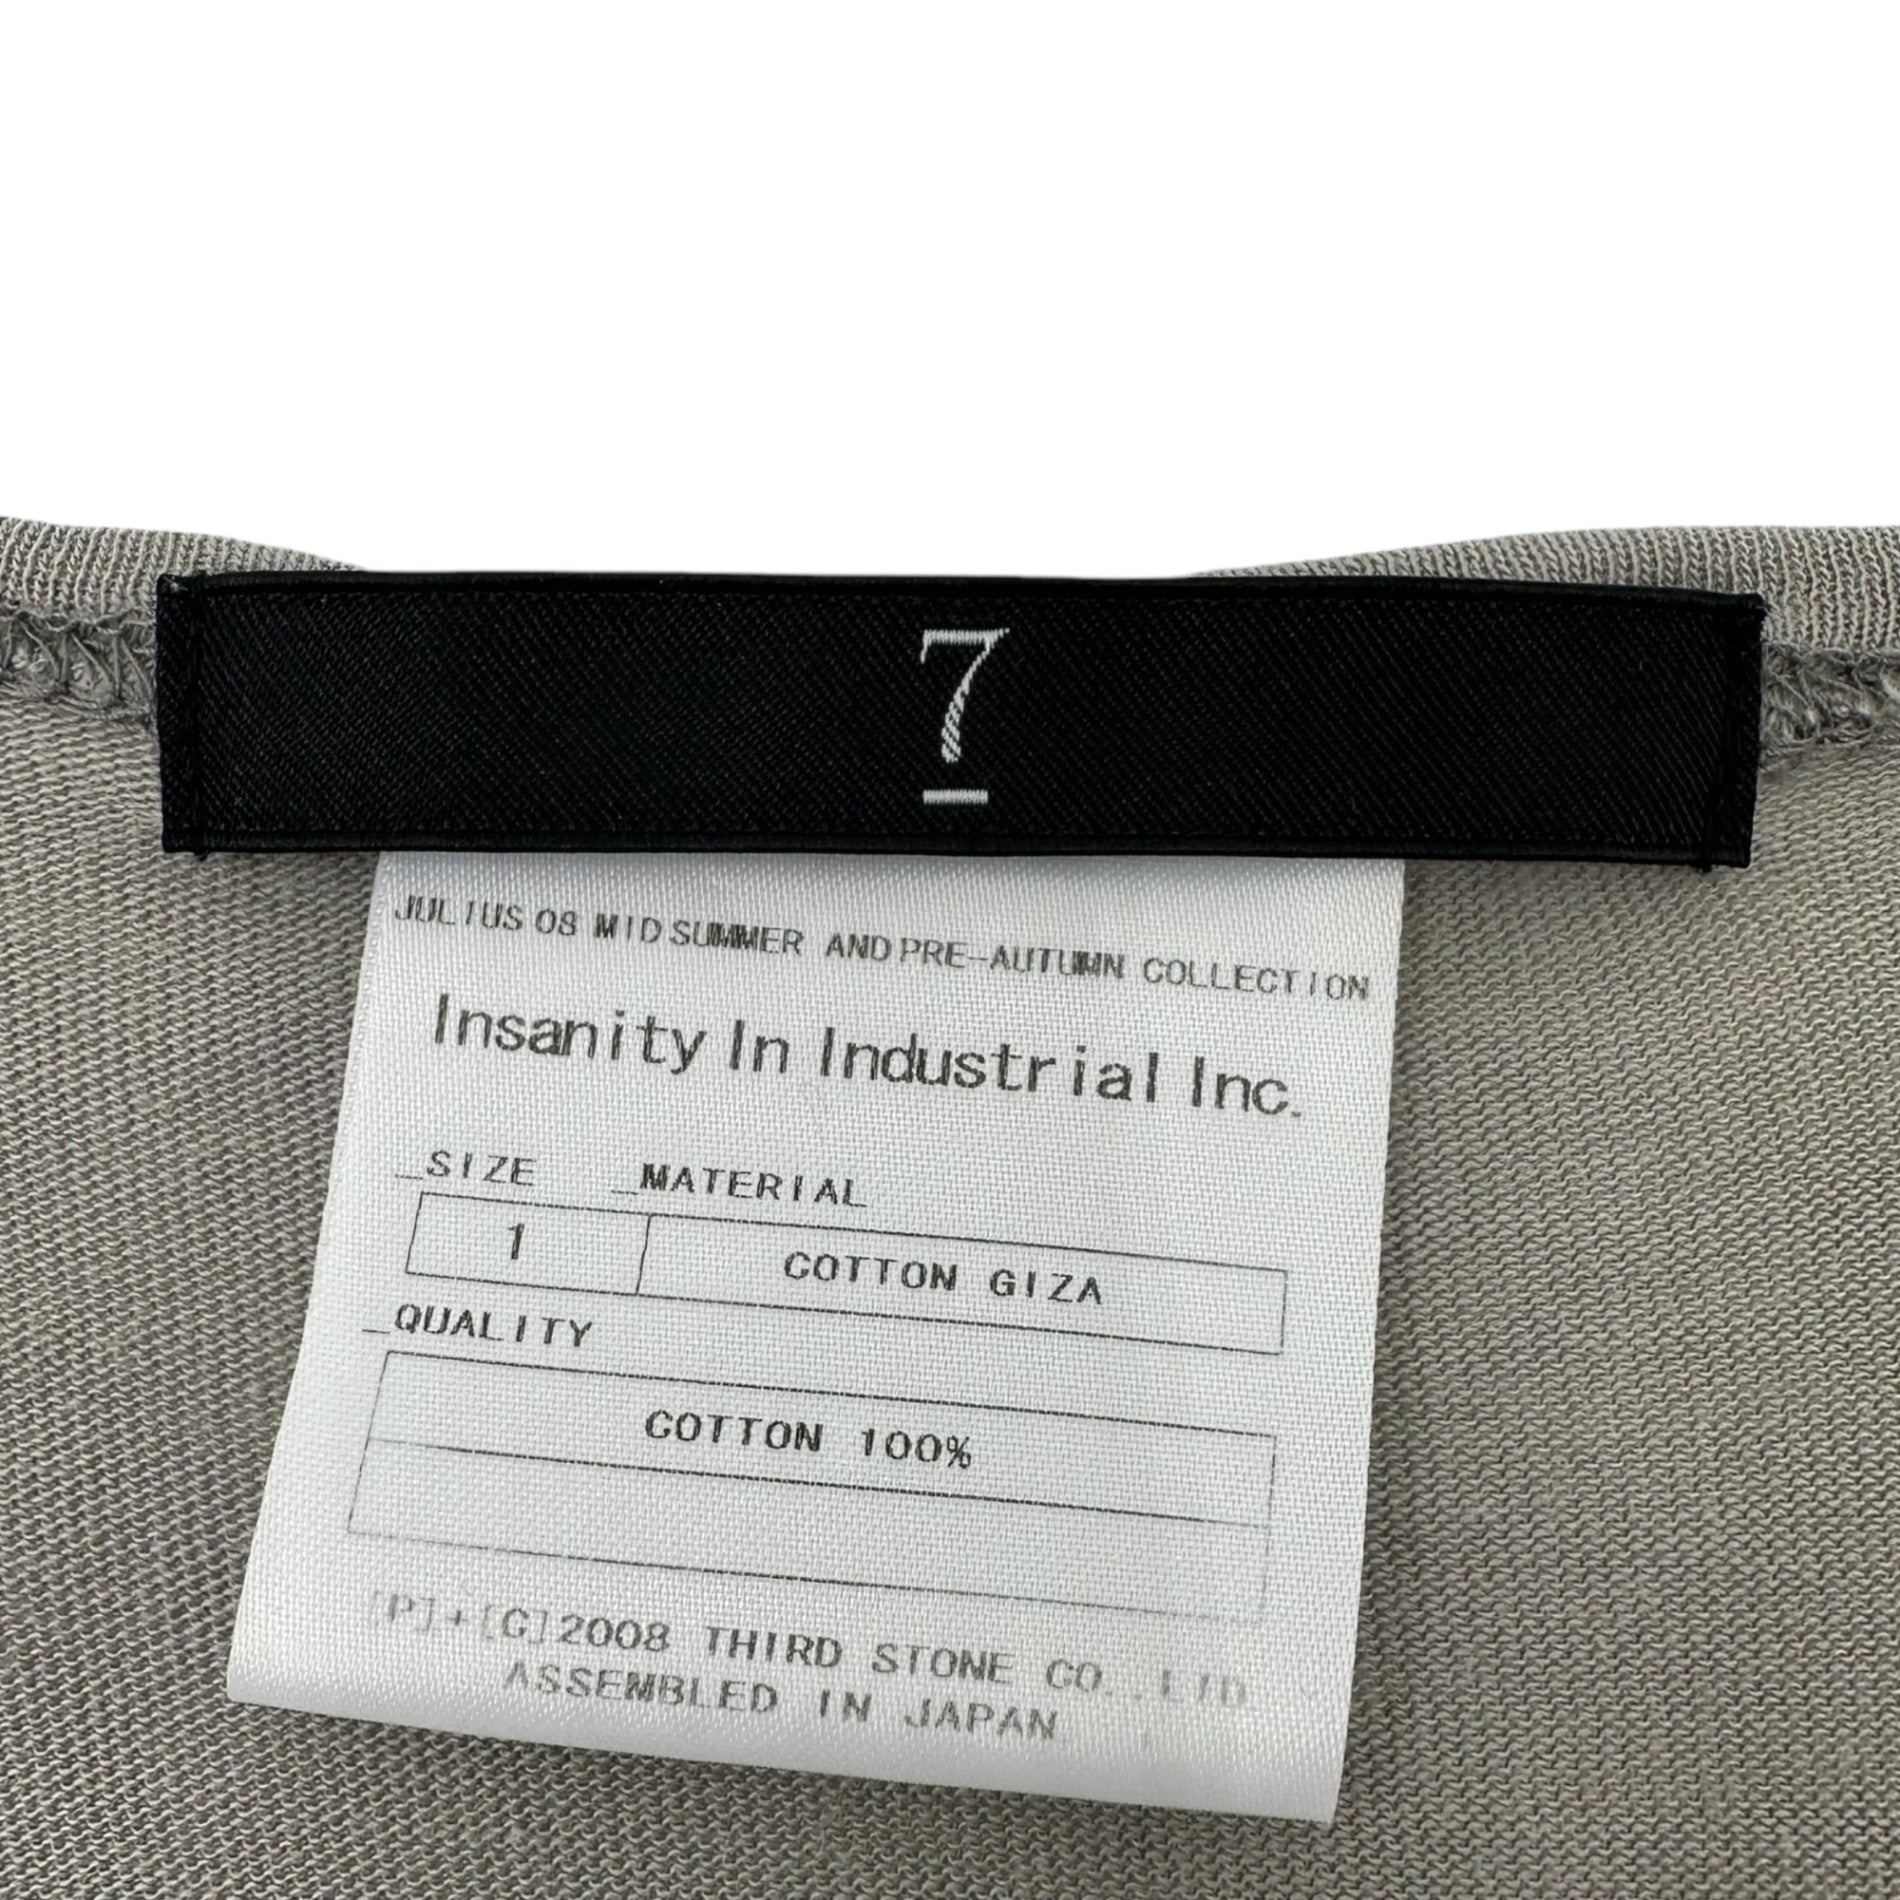 7
JULIUS 08 MID SUMMER AND PRE-AUTUMN COLLECTION
Insanity In Industrial Inc.
_SIZE _MATERIAL
1 COTTON GIZA
_QUALITY
COTTON 100%
[P]+[C]2008 THIRD STONE CO.,LTD
ASSEMBLED IN JAPAN